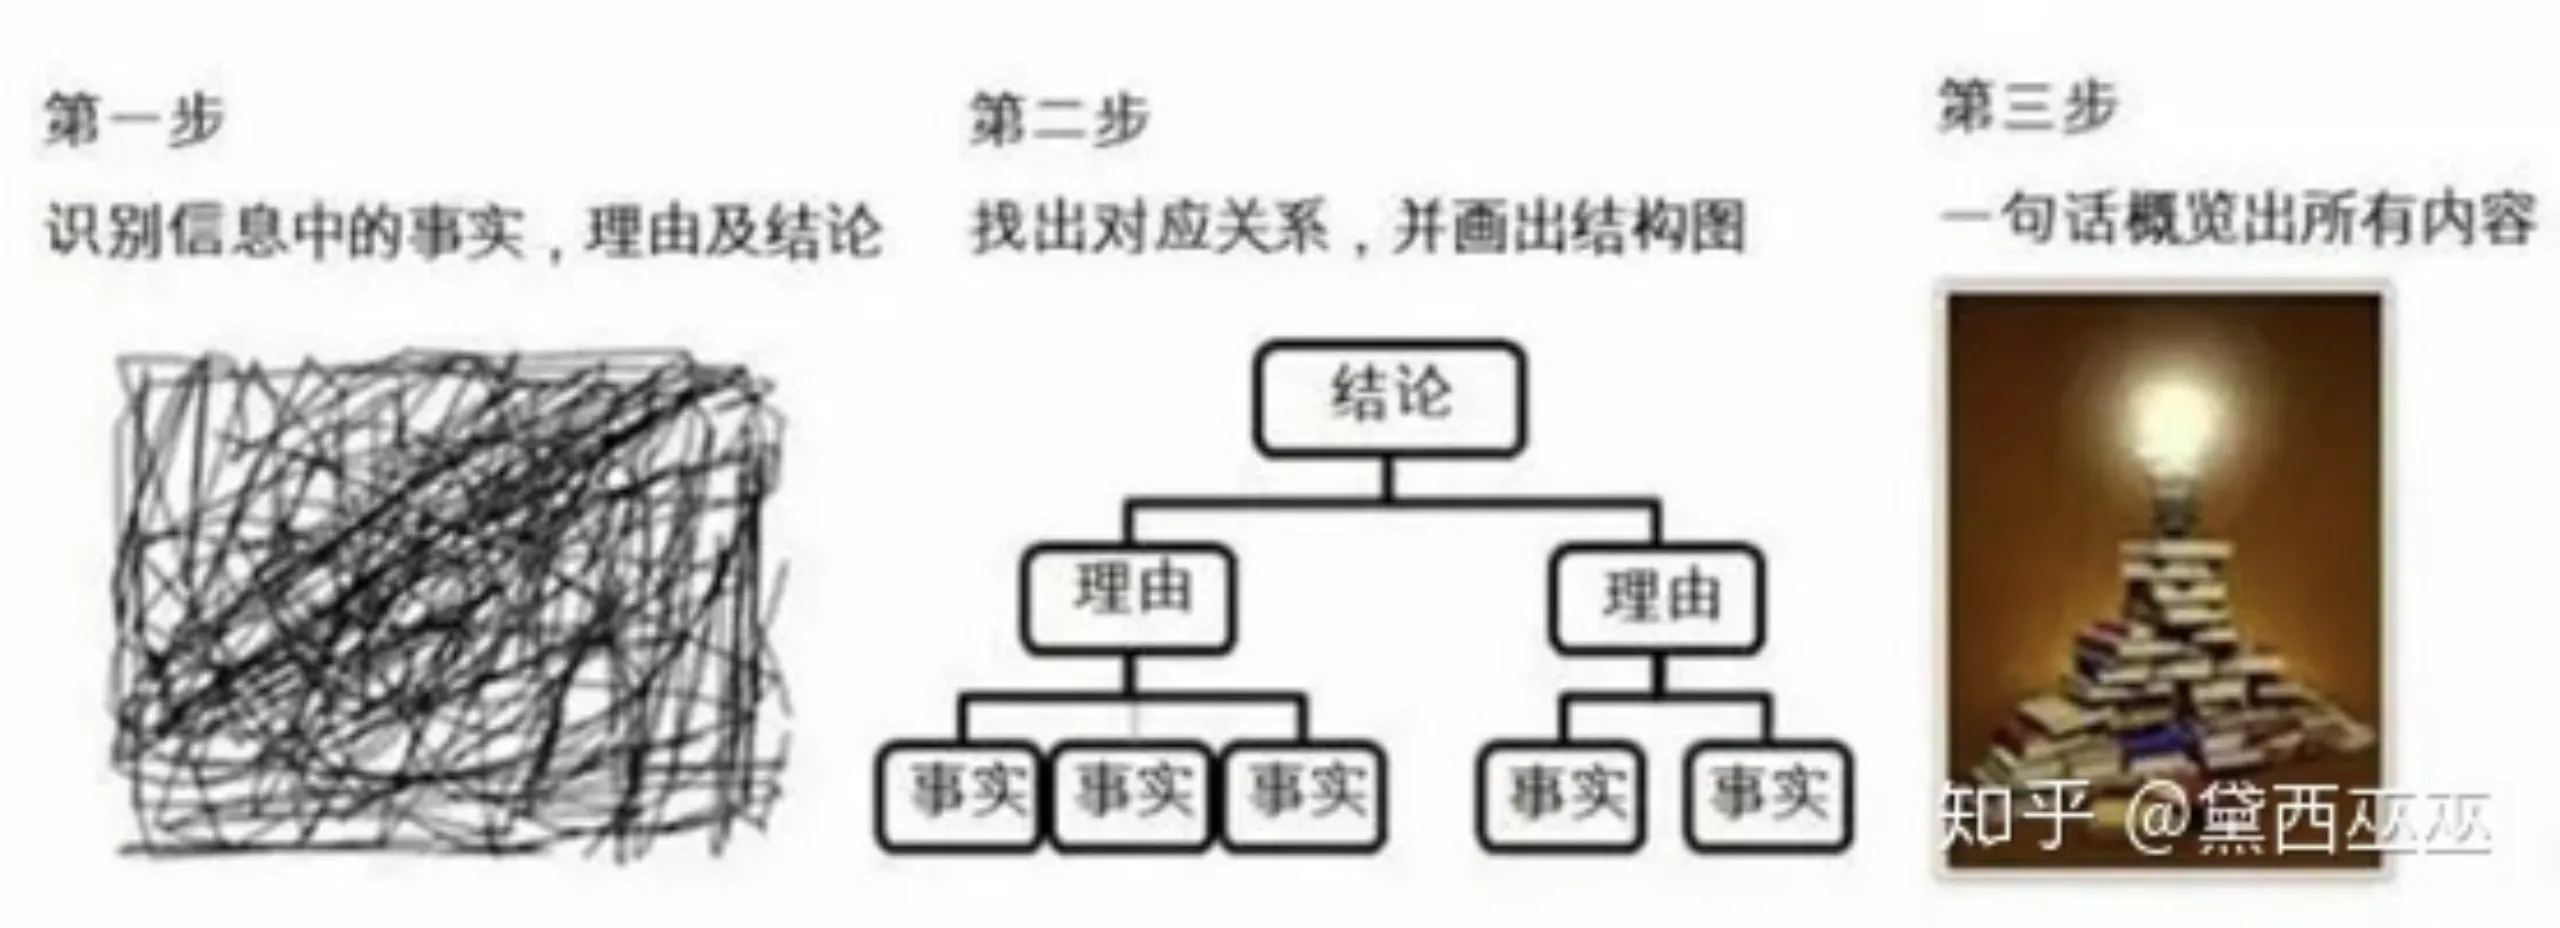 第一步
识别信息中的事实，理由及结论
第二步
找出对应关系，并画出结构图
结论
理由
理由
事实
事实
事实
事实
事实
第三步
一句话概览出所有内容
知乎 @黛西巫巫